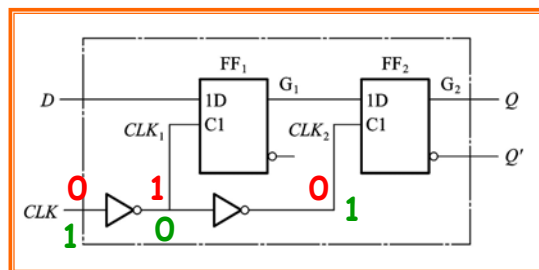 FF₁ FF₂
G₁ G₂
D 1D 1D Q
CLK₁ C1 CLK₂ C1
Q′
0 1 0
CLK
1 0 1